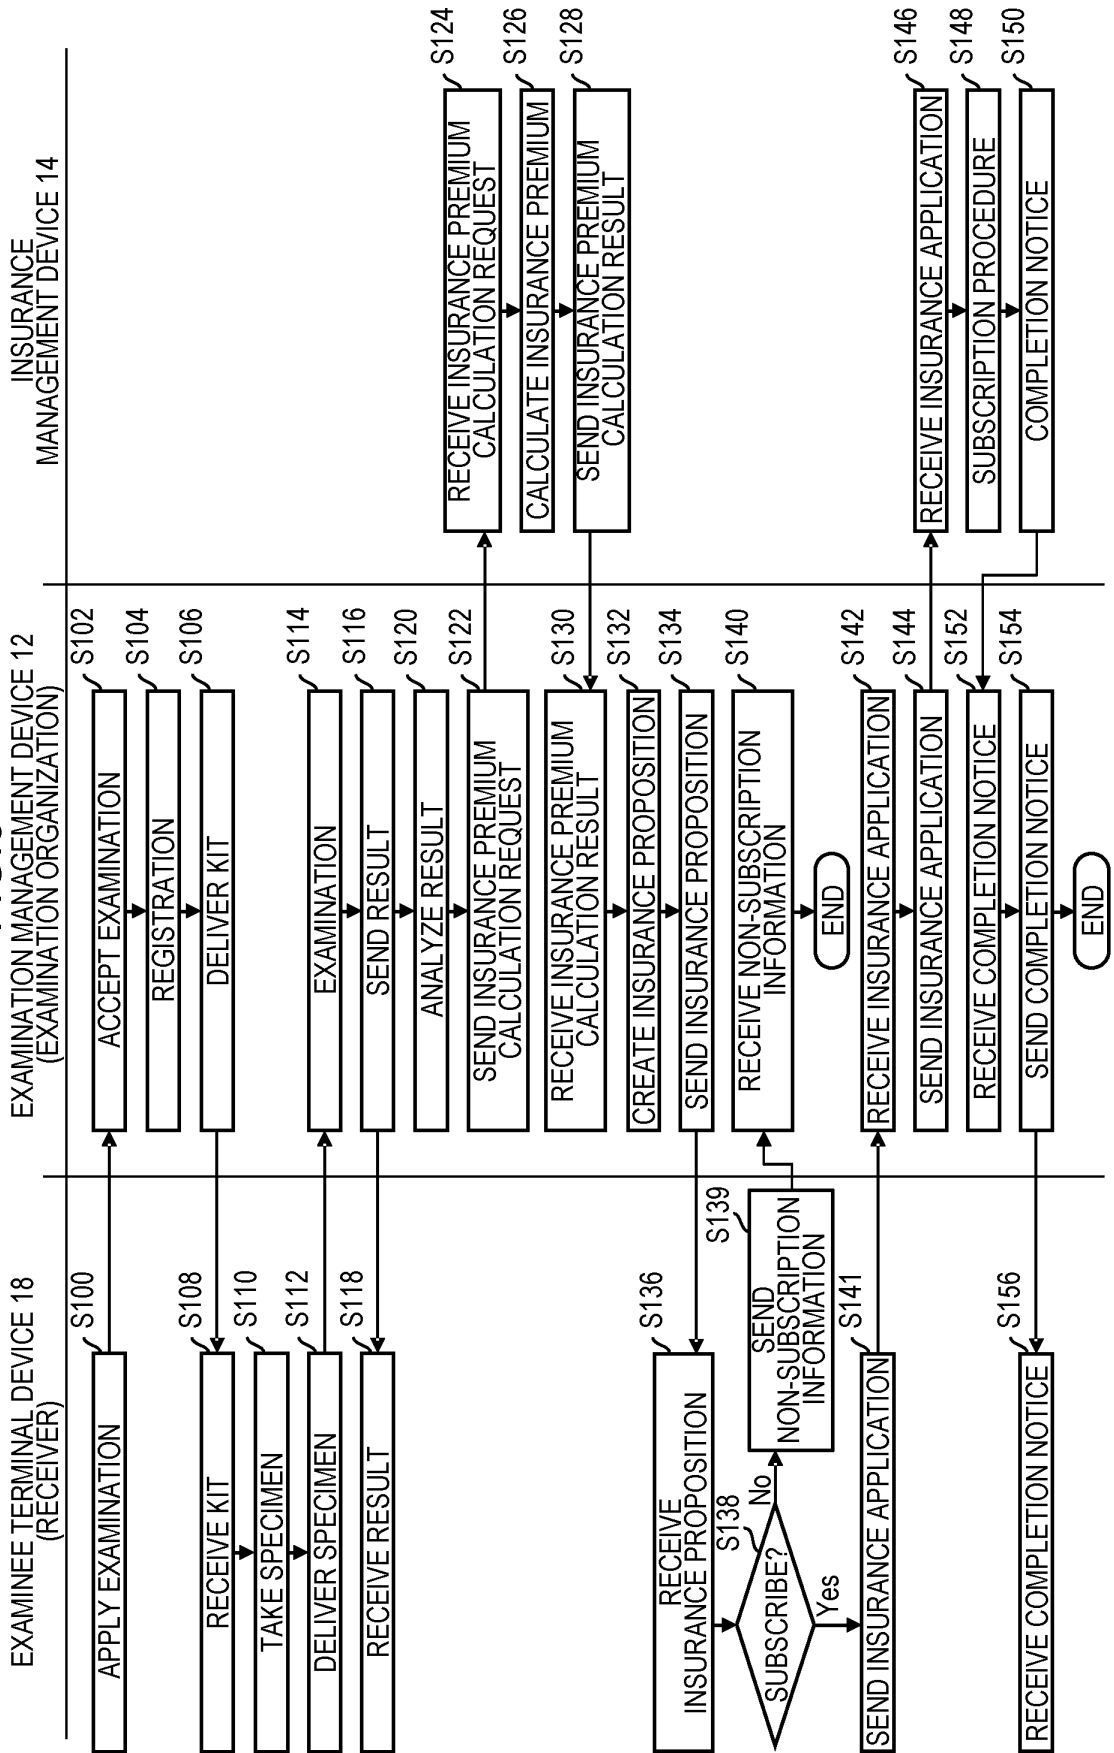 EXAMINEE TERMINAL DEVICE 18
(RECEIVER)
EXAMINATION MANAGEMENT DEVICE 12
(EXAMINATION ORGANIZATION)
INSURANCE
MANAGEMENT DEVICE 14
S100
APPLY EXAMINATION
S102
ACCEPT EXAMINATION
S104
REGISTRATION
S106
DELIVER KIT
S108
RECEIVE KIT
S110
TAKE SPECIMEN
S112
DELIVER SPECIMEN
S114
EXAMINATION
S116
SEND RESULT
S118
RECEIVE RESULT
S120
ANALYZE RESULT
S122
SEND INSURANCE PREMIUM
CALCULATION REQUEST
S124
RECEIVE INSURANCE PREMIUM
CALCULATION REQUEST
S126
CALCULATE INSURANCE PREMIUM
S128
SEND INSURANCE PREMIUM
CALCULATION RESULT
S130
RECEIVE INSURANCE PREMIUM
CALCULATION RESULT
S132
CREATE INSURANCE PROPOSITION
S134
SEND INSURANCE PROPOSITION
S136
RECEIVE
INSURANCE PROPOSITION
S138
SUBSCRIBE?
No
Yes
S139
SEND
NON-SUBSCRIPTION
INFORMATION
S140
RECEIVE NON-SUBSCRIPTION
INFORMATION
END
S141
SEND INSURANCE APPLICATION
S142
RECEIVE INSURANCE APPLICATION
S144
SEND INSURANCE APPLICATION
S146
RECEIVE INSURANCE APPLICATION
S148
SUBSCRIPTION PROCEDURE
S150
COMPLETION NOTICE
S152
RECEIVE COMPLETION NOTICE
S154
SEND COMPLETION NOTICE
S156
RECEIVE COMPLETION NOTICE
END